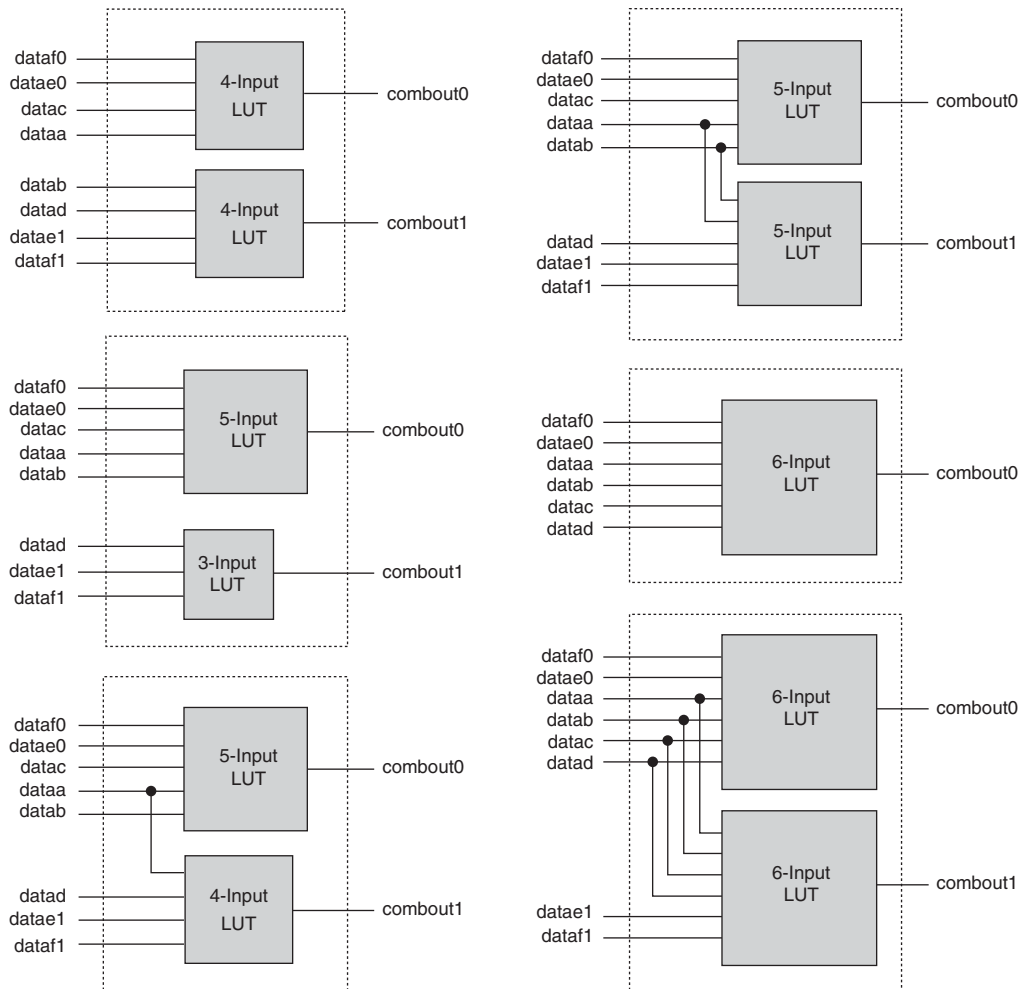 dataf0
datae0
datac
dataa
4-Input
LUT
combout0
datab
datad
datae1
dataf1
4-Input
LUT
combout1
dataf0
datae0
datac
dataa
datab
5-Input
LUT
combout0
datad
datae1
dataf1
3-Input
LUT
combout1
dataf0
datae0
datac
dataa
datab
5-Input
LUT
combout0
datad
datae1
dataf1
4-Input
LUT
combout1
dataf0
datae0
datac
dataa
datab
5-Input
LUT
combout0
datad
datae1
dataf1
5-Input
LUT
combout1
dataf0
datae0
dataa
datab
datac
datad
6-Input
LUT
combout0
dataf0
datae0
dataa
datab
datac
datad
6-Input
LUT
combout0
datae1
dataf1
6-Input
LUT
combout1